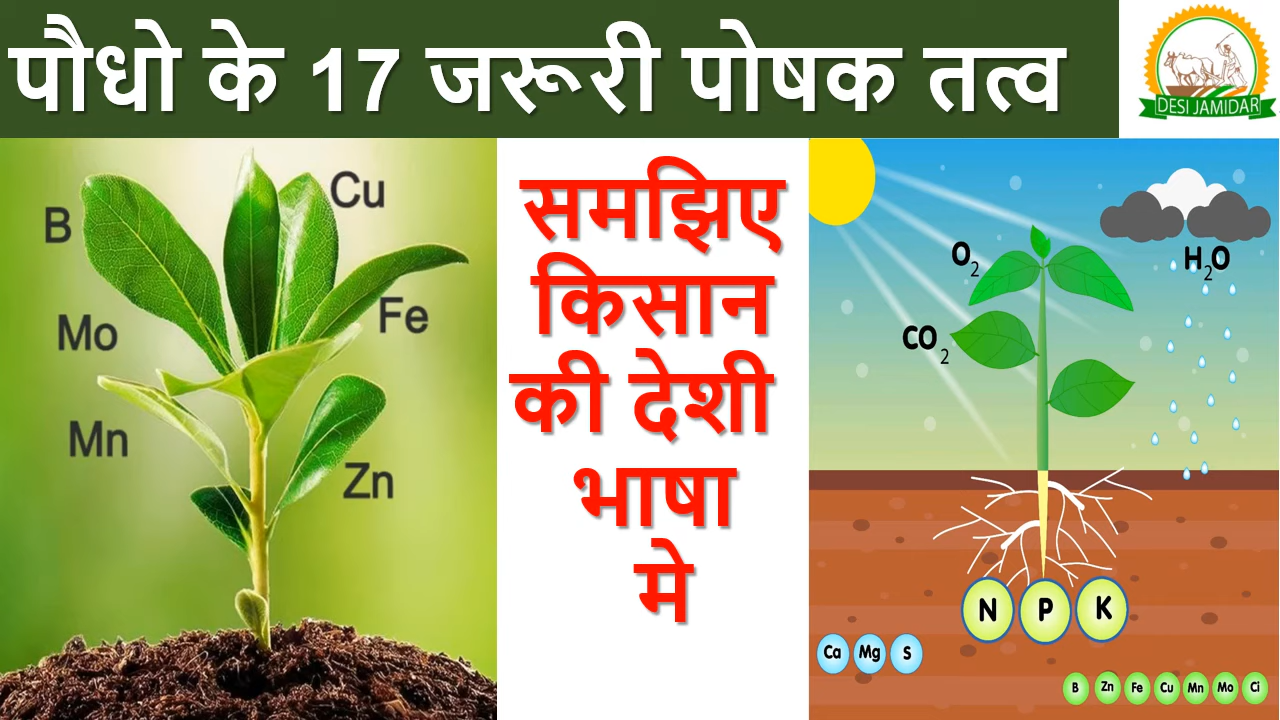 पौधो के 17 जरूरी पोषक तत्व
DESI JAMIDAR
B
Cu
Mo
Fe
Mn
Zn
समझिए
किसान
की देशी
भाषा
मे
O2
H2O
CO2
N P K
Ca Mg S
B Zn Fe Cu Mn Mo Ci